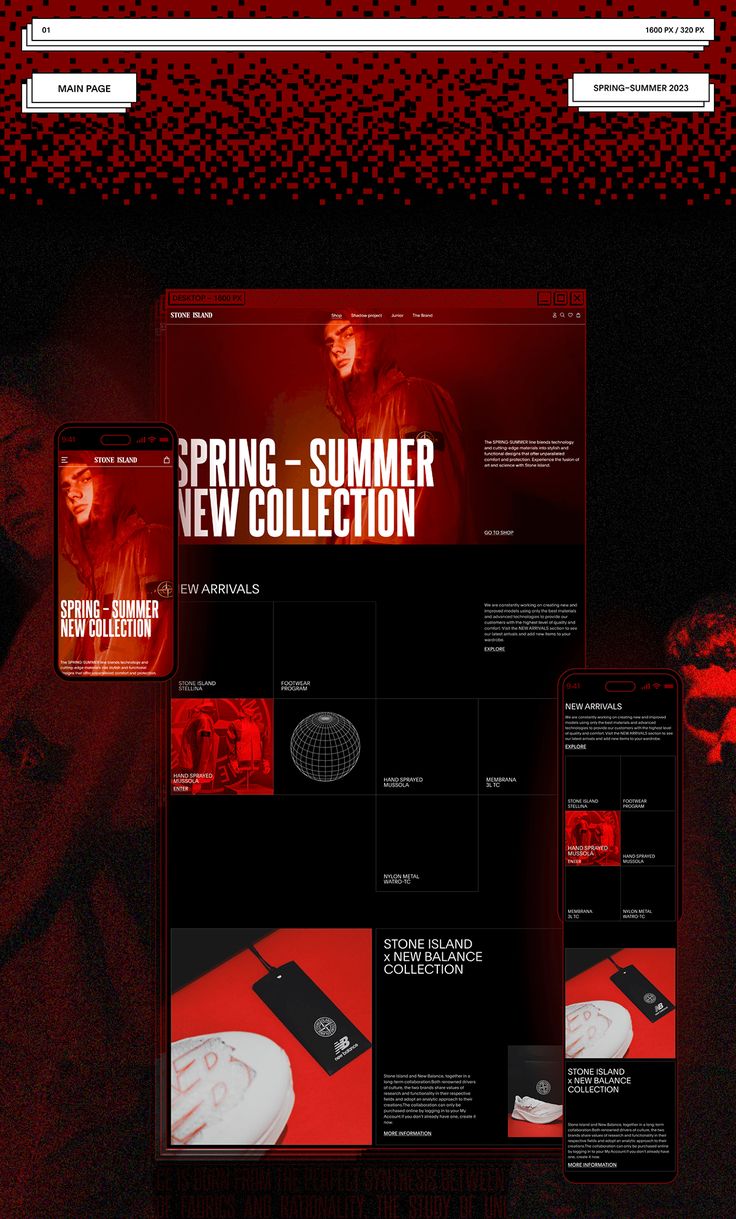 01
1600 PX / 320 PX
MAIN PAGE
SPRING–SUMMER 2023
DESKTOP – 1600 PX
STONE ISLAND
Shop
Shadow project
Junior
The Brand
SPRING – SUMMER
NEW COLLECTION
The SPRING-SUMMER line blends technology
and cutting-edge materials into stylish and
functional designs that offer unparalleled
comfort and protection. Experience the fusion of
art and science with Stone Island.
GO TO SHOP
9:41
STONE ISLAND
SPRING – SUMMER
NEW COLLECTION
The SPRING-SUMMER line blends technology and
cutting-edge materials into stylish and functional
designs that offer unparalleled comfort and protection.
EW ARRIVALS
We are constantly working on creating new and
improved models using only the best materials
and advanced technologies to provide our
customers with the highest level of quality and
comfort. Visit the NEW ARRIVALS section to see
our latest arrivals and add new items to your
wardrobe.
EXPLORE
STONE ISLAND
STELLINA
FOOTWEAR
PROGRAM
HAND SPRAYED
MUSSOLA
ENTER
HAND SPRAYED
MUSSOLA
MEMBRANA
3L TC
NYLON METAL
WATRO-TC
STONE ISLAND
x NEW BALANCE
COLLECTION
new balance
Stone Island and New Balance, together in a
long-term collaboration.Both renowned drivers
of culture, the two brands share values of
research and functionality in their respective
fields and adopt an analytic approach to their
creations.The collaboration can only be
purchased online by logging in to your My
Account.If you don't already have one, create it
now.
MORE INFORMATION
9:41
NEW ARRIVALS
We are constantly working on creating new and improved
models using only the best materials and advanced
technologies to provide our customers with the highest level
of quality and comfort. Visit the NEW ARRIVALS section to see
our latest arrivals and add new items to your wardrobe.
EXPLORE
STONE ISLAND
STELLINA
FOOTWEAR
PROGRAM
HAND SPRAYED
MUSSOLA
ENTER
HAND SPRAYED
MUSSOLA
MEMBRANA
3L TC
NYLON METAL
WATRO-TC
new balance
STONE ISLAND
x NEW BALANCE
COLLECTION
Stone Island and New Balance, together in a long-term
collaboration.Both renowned drivers of culture, the two
brands share values of research and functionality in their
respective fields and adopt an analytic approach to their
creations.The collaboration can only be purchased online
by logging in to your My Account.If you don't already have
one, create it now.
MORE INFORMATION
SYNTHESIS BETWEEN
OF FABRICS AND RATIONALITY. THE STUDY OF